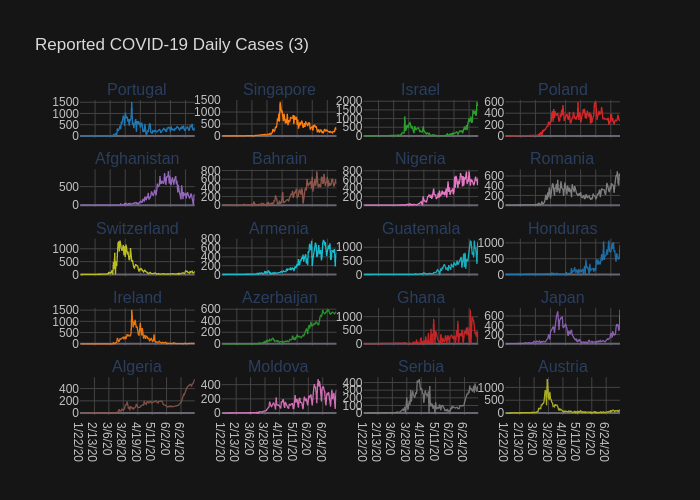 Reported COVID-19 Daily Cases (3)
Portugal Singapore Israel Poland
1500 1500 2000 600
1000 1000 1500 400
500 500 1000 200
0 0 500 0
0
Afghanistan Bahrain Nigeria Romania
500 800 800 600
0 600 600 400
400 400 200
200 200 0
0 0
Switzerland Armenia Guatemala Honduras
1000 800 1000 1000
500 600 500 500
0 400 0 0
200
0
Ireland Azerbaijan Ghana Japan
1500 600 1000 600
1000 400 500 400
500 200 0 200
0 0 0
Algeria Moldova Serbia Austria
400 400 400 1000
200 200 300 500
0 0 200 0
100
0
1/22/20 2/13/20 3/6/20 3/28/20 4/19/20 5/11/20 6/2/20 6/24/20
1/22/20 2/13/20 3/6/20 3/28/20 4/19/20 5/11/20 6/2/20 6/24/20
1/22/20 2/13/20 3/6/20 3/28/20 4/19/20 5/11/20 6/2/20 6/24/20
1/22/20 2/13/20 3/6/20 3/28/20 4/19/20 5/11/20 6/2/20 6/24/20